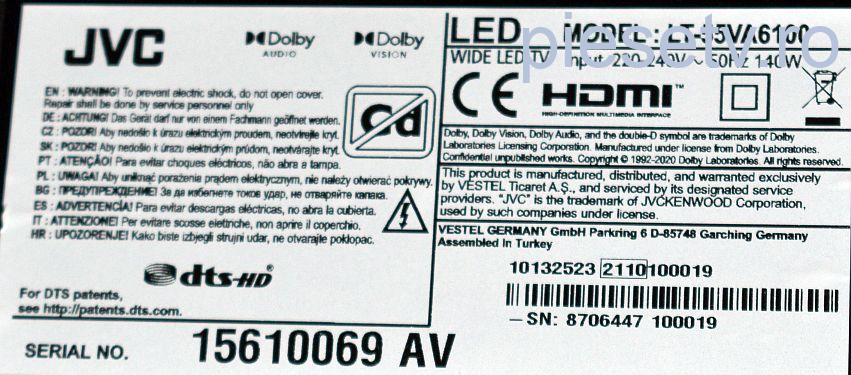 JVC
Dolby
AUDIO
Dolby
VISION
EN : WARNING! To prevent electric shock, do not open cover.
Repair shall be done by service personnel only
DE : ACHTUNG! Das Gerät darf nur von einem Fachmann geöffnet werden.
CZ : POZOR! Aby nedošlo k úrazu elektrickým proudem, neotvírejte kryt.
SK : POZOR! Aby nedošlo k úrazu elektrickým prúdom, neotvárajte kryt.
PT : ATENÇÃO! Para evitar choques eléctricos, não abra a tampa.
PL : UWAGA! Aby uniknąć porażenia prądem elektrycznym, nie należy otwierać pokrywy.
BG : ПРЕДУПРЕЖДЕНИЕ! За да избегнете токов удар, не отваряйте капака.
ES : ADVERTENCIA! Para evitar descargas eléctricas, no abra la cubierta.
IT : ATTENZIONE! Per evitare scosse elettriche, non aprire il coperchio.
HR : UPOZORENJE! Kako biste izbjegli strujni udar, ne otvarajte poklopac.
Cd
dts-HD
For DTS patents,
see http://patents.dts.com.
SERIAL NO. 15610069 AV
LED MODEL :
piesetv.ro
WIDE LED TV Input: 220-240V ~ 50Hz 140W
CE HDMI™
HIGH-DEFINITION MULTIMEDIA INTERFACE
Dolby, Dolby Vision, Dolby Audio, and the double-D symbol are trademarks of Dolby
Laboratories Licensing Corporation. Manufactured under license from Dolby Laboratories.
Confidential unpublished works. Copyright © 1992-2020 Dolby Laboratories. All rights reserved.
This product is manufactured, distributed, and warranted exclusively
by VESTEL Ticaret A.Ş., and serviced by its designated service
providers. "JVC" is the trademark of JVCKENWOOD Corporation,
used by such companies under license.
VESTEL GERMANY GmbH Parkring 6 D-85748 Garching Germany
Assembled In Turkey
10132523 2110 100019
– SN: 8706447 100019